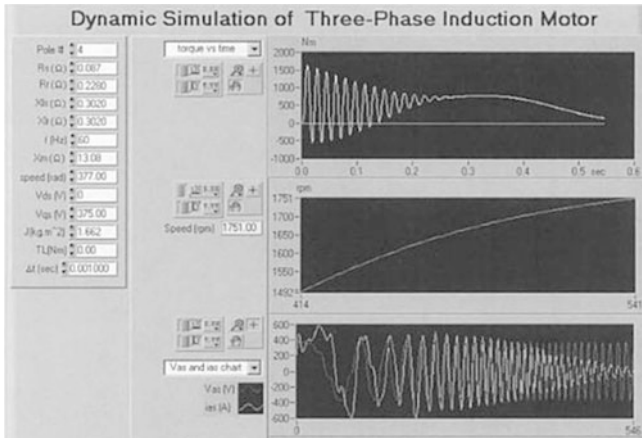 Dynamic Simulation of Three-Phase Induction Motor
Pole # 4
Rs (Ω) 0.087
Rr (Ω) 0.2280
Xls (Ω) 0.3020
Xlr (Ω) 0.3020
f (Hz) 60
Xm (Ω) 13.08
speed (rad) 377.00
Vds (V) 0
Vqs (V) 375.00
J(kg.m^2) 1.662
TL(Nm) 0.00
Δt (sec) 0.001000
torque vs time
Nm
2000
1500
1000
500
0
-500
-1000
0.0 0.1 0.2 0.3 0.4 0.5 sec 0.6
Speed (rpm) 1751.00
rpm
1751
1700
1650
1600
1550
1492
414 541
Vas and ias chart
Vas (V)
ias (A)
600
400
200
0
-200
-400
-600
0 546